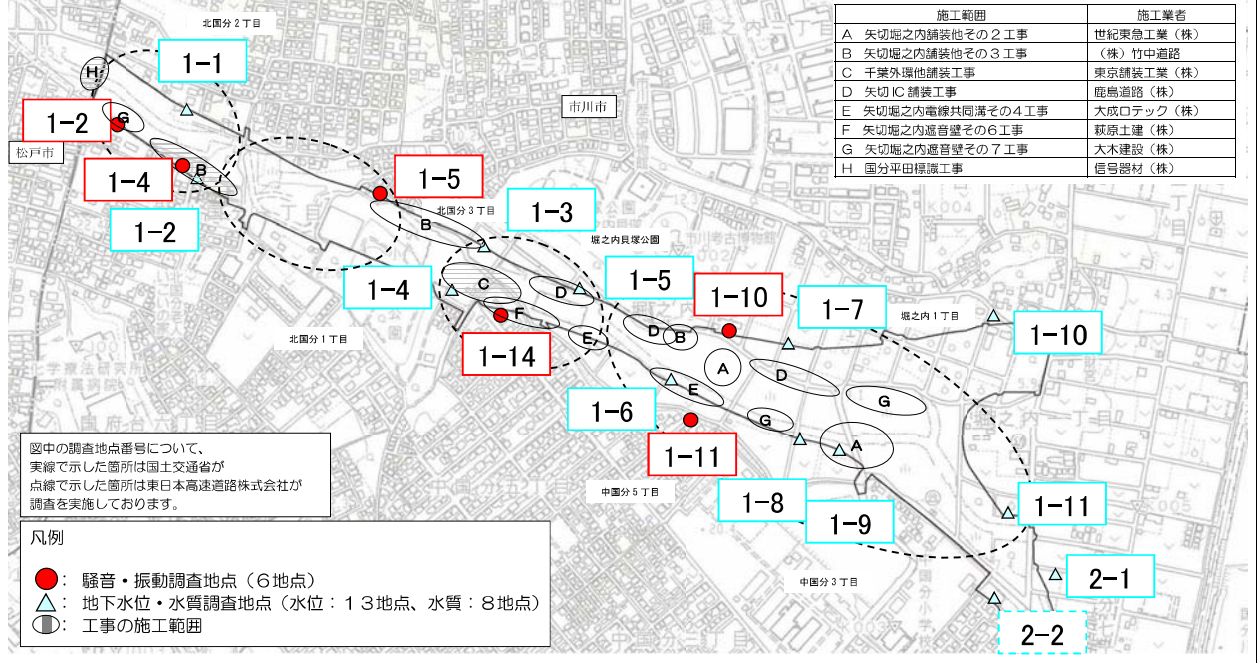 北国分２丁目
施工範囲 施工業者
A 矢切堀之内舗装他その２工事 世紀東急工業（株）
B 矢切堀之内舗装他その３工事 （株）竹中道路
C 千葉外環他舗装工事 東京舗装工業（株）
D 矢切IC舗装工事 鹿島道路（株）
E 矢切堀之内電線共同溝その４工事 大成ロテック（株）
F 矢切堀之内遮音壁その６工事 萩原土建（株）
G 矢切堀之内遮音壁その７工事 大木建設（株）
H 国分平田標識工事 信号器材（株）
H
1-1
市川市
1-2
G
松戸市
1-4
B
1-5
1-2
北国分３丁目
1-3
B
堀之内貝塚公園
1-4
C
D
1-5
1-10
1-7
堀之内１丁目
1-10
北国分１丁目
F
E
D
B
1-14
A
D
1-6
E
G
G
A
1-11
図中の調査地点番号について、
実線で示した箇所は国土交通省が
点線で示した箇所は東日本高速道路株式会社が
調査を実施しております。
中国分５丁目
1-8
1-9
1-11
凡例
：騒音・振動調査地点（６地点）
：地下水位・水質調査地点（水位：１３地点、水質：８地点）
：工事の施工範囲
中国分３丁目
2-1
2-2
中国分三丁目